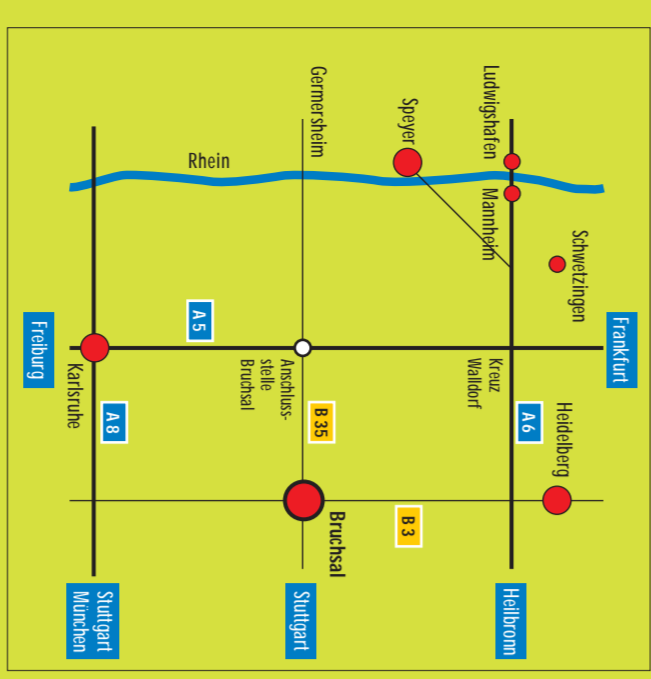 Frankfurt
Schwetzingen
Heidelberg
Ludwigshafen
Mannheim
A 6
Heilbronn
Kreuz
Walldorf
Speyer
B 3
Germersheim
B 35
Bruchsal
Stuttgart
Anschluss-
stelle
Bruchsal
Rhein
A 5
A 8
Karlsruhe
Stuttgart
München
Freiburg